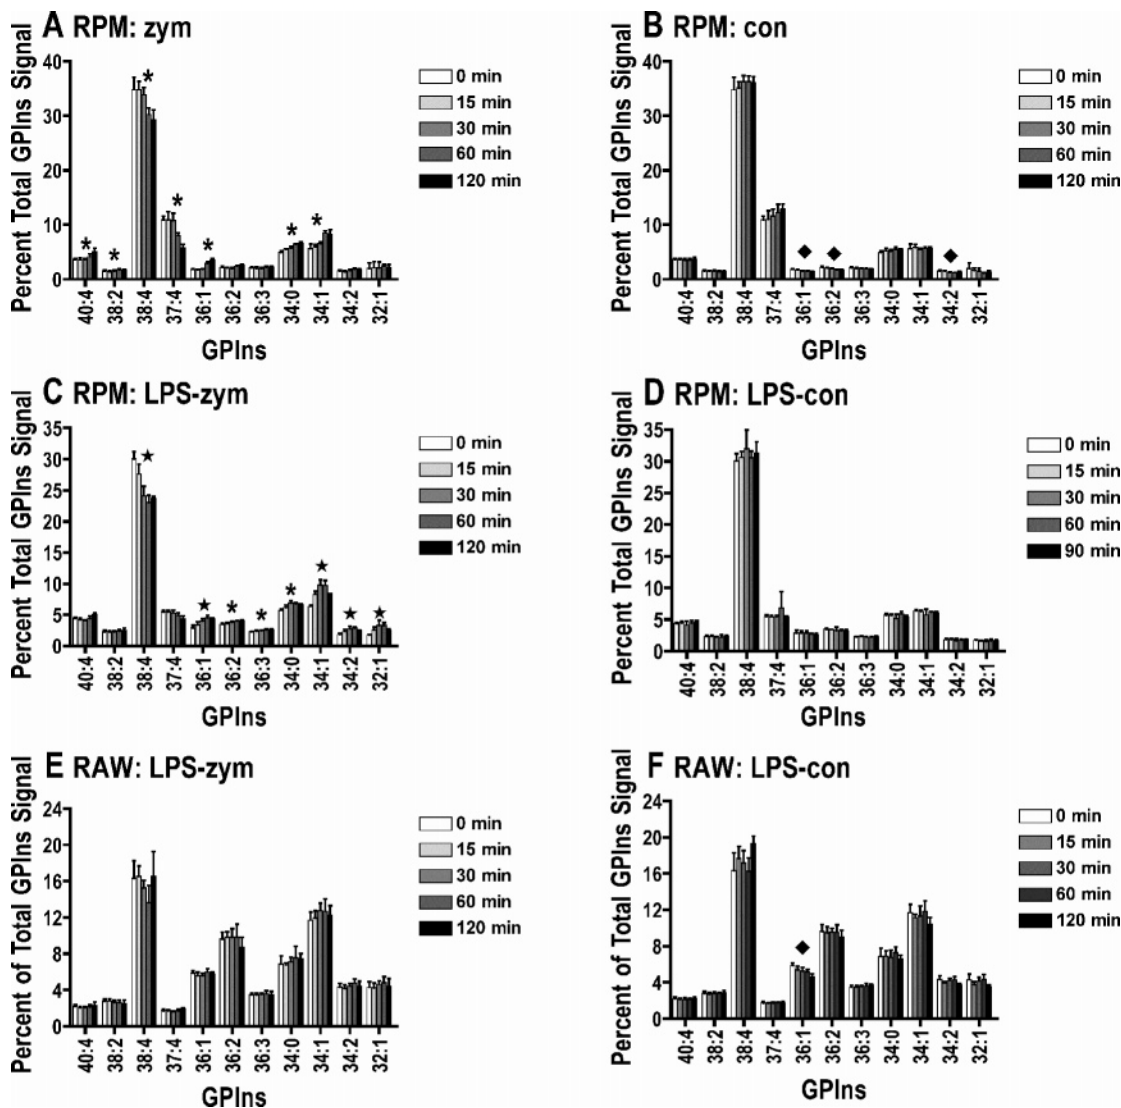 A RPM: zym
Percent Total GPIns Signal
40
30
20
10
0
40:4 38:2 38:4 37:4 36:1 36:2 36:3 34:0 34:1 34:2 32:1
GPIns
0 min
15 min
30 min
60 min
120 min
B RPM: con
Percent Total GPIns Signal
40
30
20
10
0
40:4 38:2 38:4 37:4 36:1 36:2 36:3 34:0 34:1 34:2 32:1
GPIns
0 min
15 min
30 min
60 min
120 min
C RPM: LPS-zym
Percent Total GPIns Signal
35
30
25
20
15
10
5
0
40:4 38:2 38:4 37:4 36:1 36:2 36:3 34:0 34:1 34:2 32:1
GPIns
0 min
15 min
30 min
60 min
120 min
D RPM: LPS-con
Percent Total GPIns Signal
35
30
25
20
15
10
5
0
40:4 38:2 38:4 37:4 36:1 36:2 36:3 34:0 34:1 34:2 32:1
GPIns
0 min
15 min
30 min
60 min
90 min
E RAW: LPS-zym
Percent of Total GPIns Signal
24
20
16
12
8
4
0
40:4 38:2 38:4 37:4 36:1 36:2 36:3 34:0 34:1 34:2 32:1
GPIns
0 min
15 min
30 min
60 min
120 min
F RAW: LPS-con
Percent of Total GPIns Signal
24
20
16
12
8
4
0
40:4 38:2 38:4 37:4 36:1 36:2 36:3 34:0 34:1 34:2 32:1
GPIns
0 min
15 min
30 min
60 min
120 min